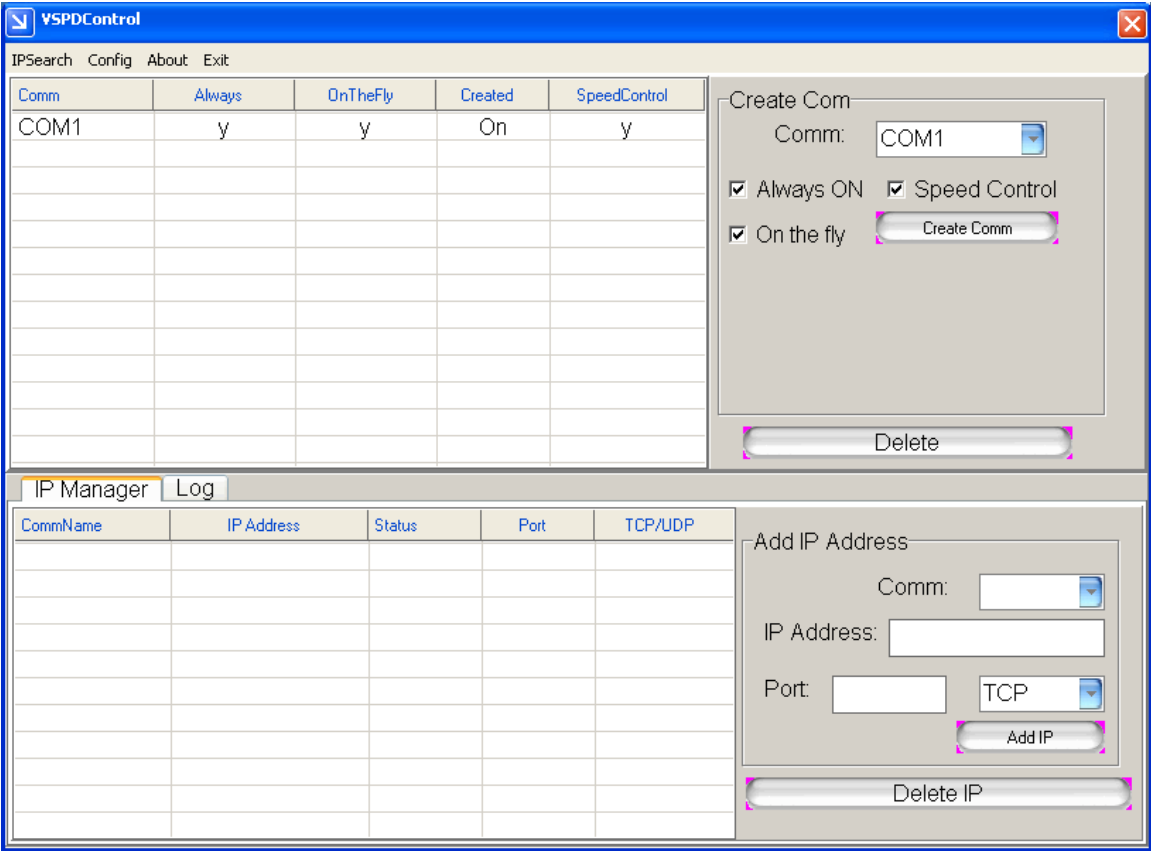 VSPDControl
IPSearch Config About Exit
Comm Always OnTheFly Created SpeedControl
COM1 y y On y
Create Com
Comm: COM1
Always ON Speed Control
On the fly Create Comm
Delete
IP Manager Log
CommName IP Address Status Port TCP/UDP
Add IP Address
Comm:
IP Address:
Port: TCP
Add IP
Delete IP